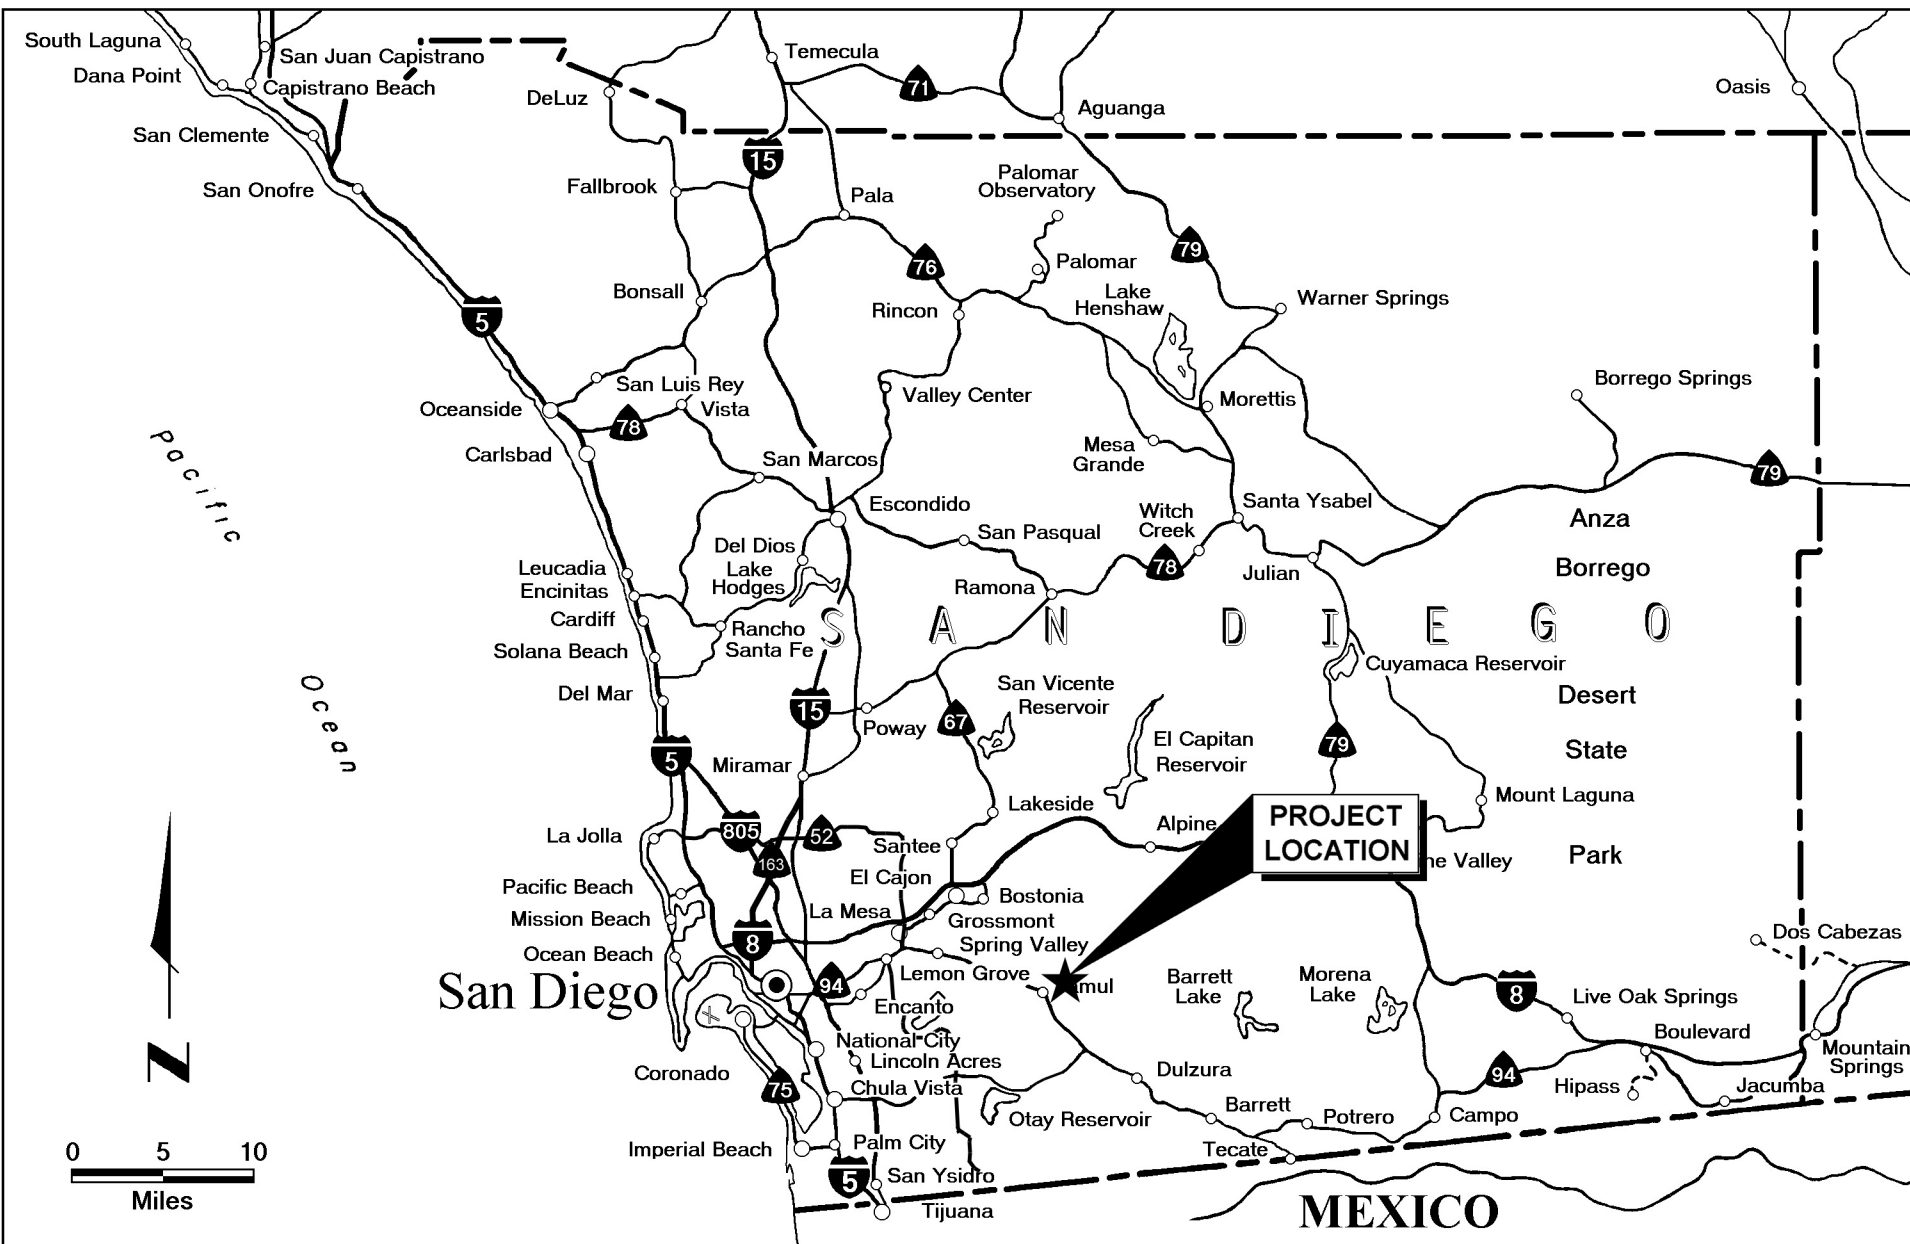 South Laguna
San Juan Capistrano
Dana Point
Capistrano Beach
San Clemente
San Onofre
DeLuz
Temecula
71
Aguanga
Oasis
15
Fallbrook
Pala
Palomar
Observatory
79
76
Palomar
Bonsall
Rincon
Lake
Henshaw
Warner Springs
5
San Luis Rey
Oceanside
78
Vista
Valley Center
Morettis
Borrego Springs
Carlsbad
San Marcos
Mesa
Grande
79
Pacific
Ocean
Escondido
San Pasqual
Witch
Creek
Santa Ysabel
Anza
Borrego
Desert
State
Park
Del Dios
Lake
Hodges
Leucadia
Encinitas
Cardiff
Ramona
78
Julian
Rancho
Santa Fe
SAN DIEGO
Solana Beach
Cuyamaca Reservoir
Del Mar
15
Poway
67
San Vicente
Reservoir
El Capitan
Reservoir
79
5
Miramar
Lakeside
Mount Laguna
La Jolla
805
52
163
Santee
Alpine
PROJECT
LOCATION
ne Valley
El Cajon
Pacific Beach
Bostonia
Mission Beach
La Mesa
Grossmont
8
Ocean Beach
Spring Valley
Dos Cabezas
San Diego
94
Lemon Grove
mul
Barrett
Lake
Morena
Lake
8
Live Oak Springs
Encanto
Boulevard
National City
Lincoln Acres
Mountain
Springs
Coronado
75
Chula Vista
Dulzura
94
Hipass
Jacumba
Otay Reservoir
Barrett
Potrero
Campo
Imperial Beach
Palm City
Tecate
5
San Ysidro
Tijuana
MEXICO
N
0 5 10
Miles